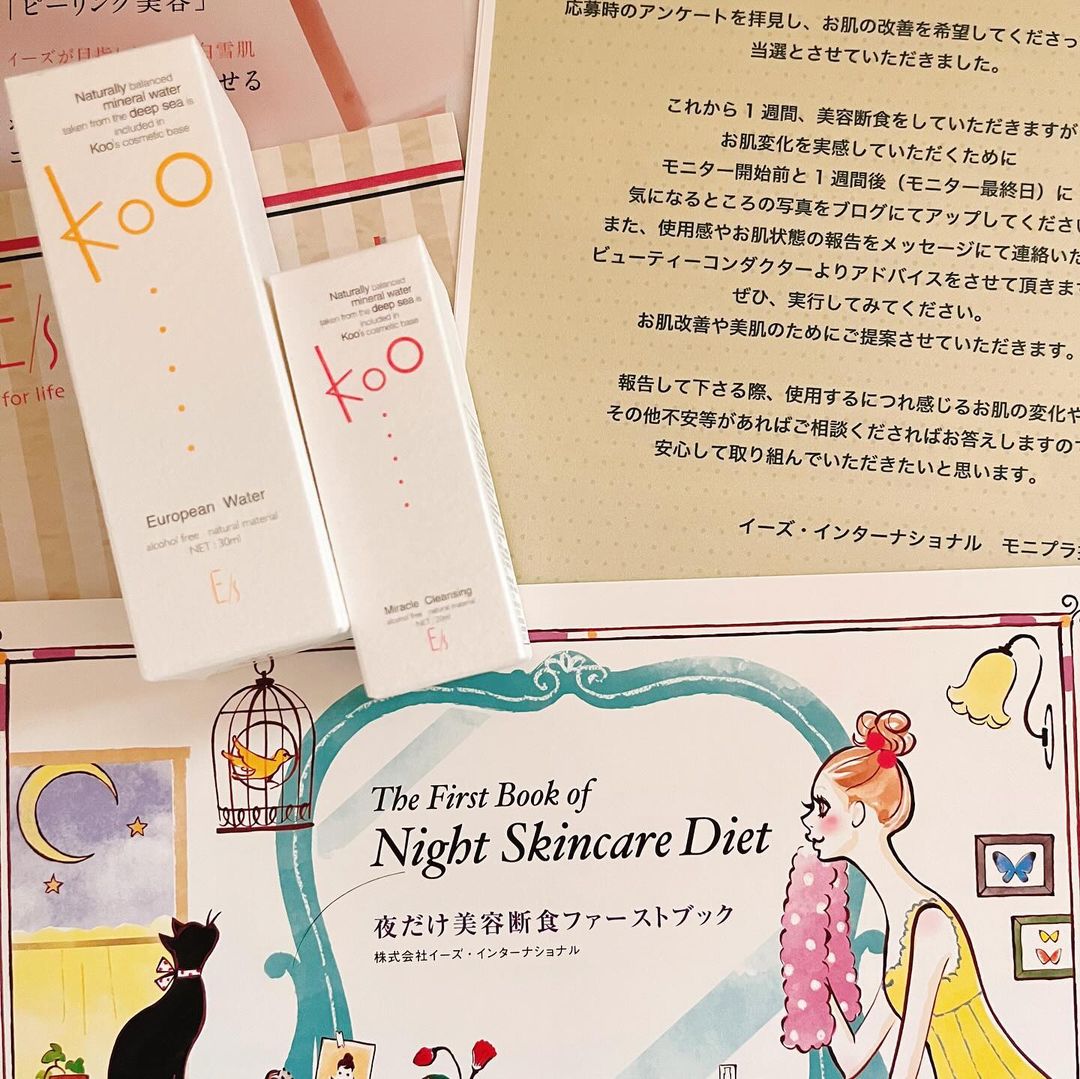 「ピーリング美容」
イーズが目指し
白雪肌
せる
Naturally balanced
mineral water
taken from the deep sea is
included in
Koo's cosmetic base
Koo
European Water
alcohol free natural material
NET : 30ml
E/s
Naturally balanced
mineral water
taken from the deep sea is
included in
Koo's cosmetic base
Koo
Miracle Cleansing
alcohol free natural material
NET : 20ml
E/s
E/s
for life
応募時のアンケートを拝見し、お肌の改善を希望してくださっ
当選とさせていただきました。
これから1週間、美容断食をしていただきますが
お肌変化を実感していただくために
モニター開始前と1週間後（モニター最終日）に
気になるところの写真をブログにてアップしてください
また、使用感やお肌状態の報告をメッセージにて連絡いた
ビューティーコンダクターよりアドバイスをさせて頂きます
ぜひ、実行してみてください。
お肌改善や美肌のためにご提案させていただきます。
報告して下さる際、使用するにつれ感じるお肌の変化や
その他不安等があればご相談くださればお答えしますので
安心して取り組んでいただきたいと思います。
イーズ・インターナショナル モニプラ
The First Book of
Night Skincare Diet
夜だけ美容断食ファーストブック
株式会社イーズ・インターナショナル